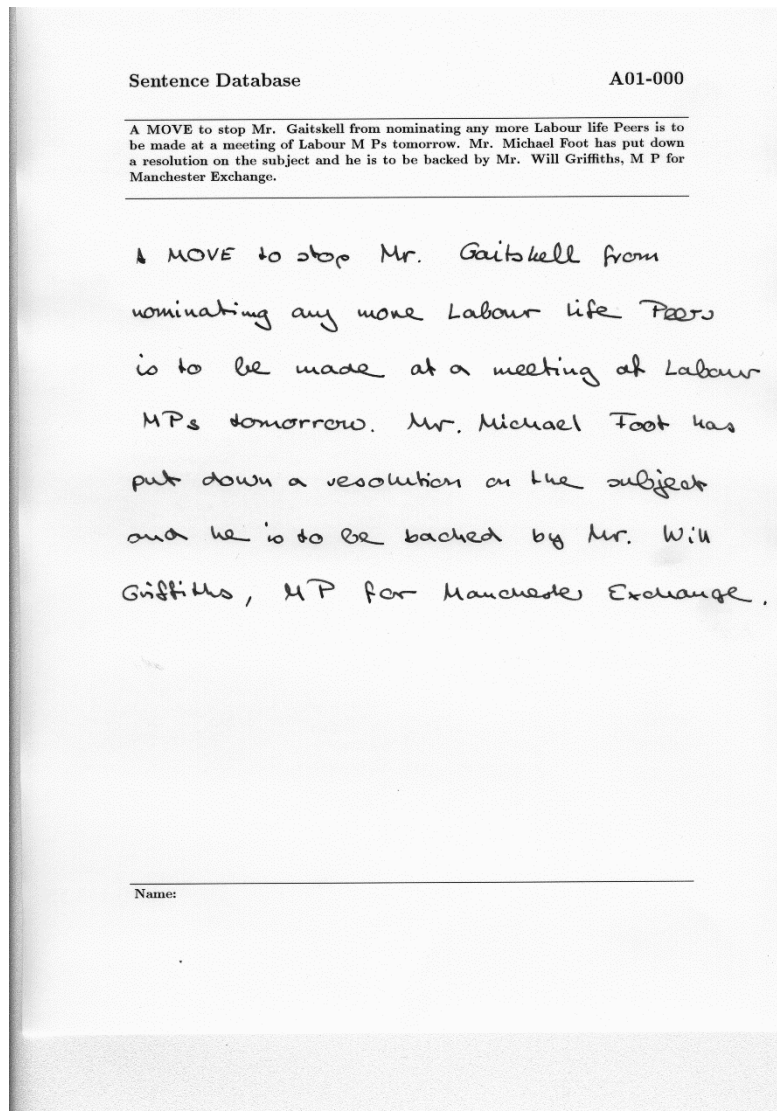 Sentence Database A01-000
A MOVE to stop Mr. Gaitskell from nominating any more Labour life Peers is to
be made at a meeting of Labour M Ps tomorrow. Mr. Michael Foot has put down
a resolution on the subject and he is to be backed by Mr. Will Griffiths, M P for
Manchester Exchange.
A MOVE to stop Mr. Gaitskell from
nominating any more Labour life Peers
is to be made at a meeting of Labour
MPs tomorrow. Mr. Michael Foot has
put down a resolution on the subject
and he is to be backed by Mr. Will
Griffiths, MP for Manchester Exchange.
Name: